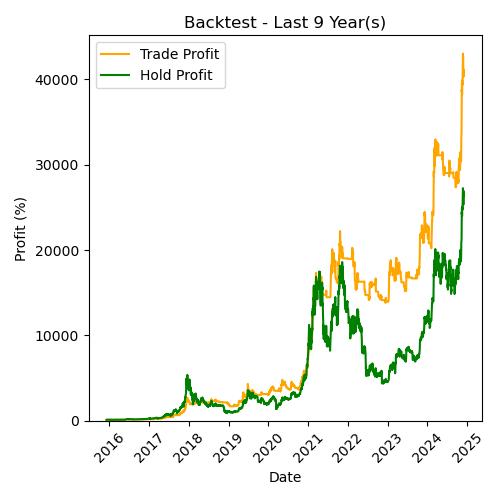 Backtest - Last 9 Year(s)
Trade Profit
Hold Profit
Profit (%)
40000
30000
20000
10000
0
2016 2017 2018 2019 2020 2021 2022 2023 2024 2025
Date